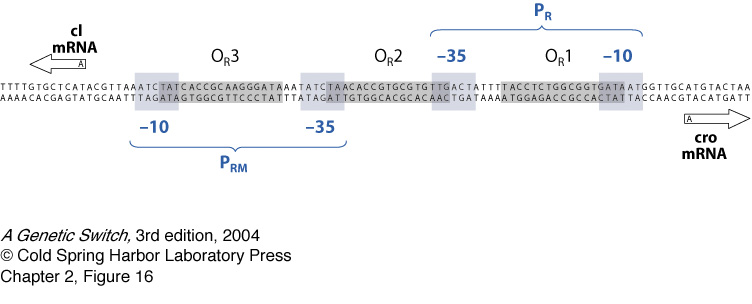 P_R
cI
mRNA
A
O_R3
O_R2
–35
O_R1
–10
TTTTGTGCTCATACGTTAAATCTATCACCGCAAGGGATAAATATCTAACACCGTGCGTGTTGACTATTTTACCTCTGGCGGTGATAATGGTTGCATGTACTAA
AAAACACGAGTATGCAATTTAGATAGTGGCGTTCCCTATTTATAGATTGTGGCACGCACAACTGATAAAATGGAGACCGCCACTATTACCAACGTACATGATT
–10
–35
A
cro
mRNA
P_RM
A Genetic Switch, 3rd edition, 2004
© Cold Spring Harbor Laboratory Press
Chapter 2, Figure 16